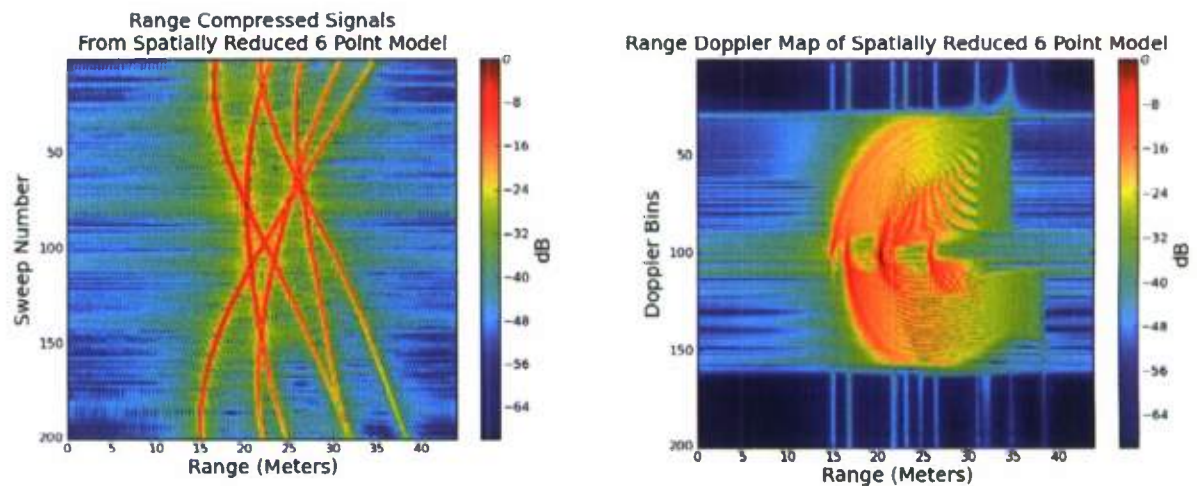 Range Compressed Signals
From Spatially Reduced 6 Point Model
Sweep Number
50
100
150
200
0 5 10 15 20 25 30 35 40
Range (Meters)
0
-8
-16
-24
-32
-40
-48
-56
-64
dB
Range Doppler Map of Spatially Reduced 6 Point Model
Doppler Bins
50
100
150
200
0 5 10 15 20 25 30 35 40
Range (Meters)
0
-8
-16
-24
-32
-40
-48
-56
-64
dB